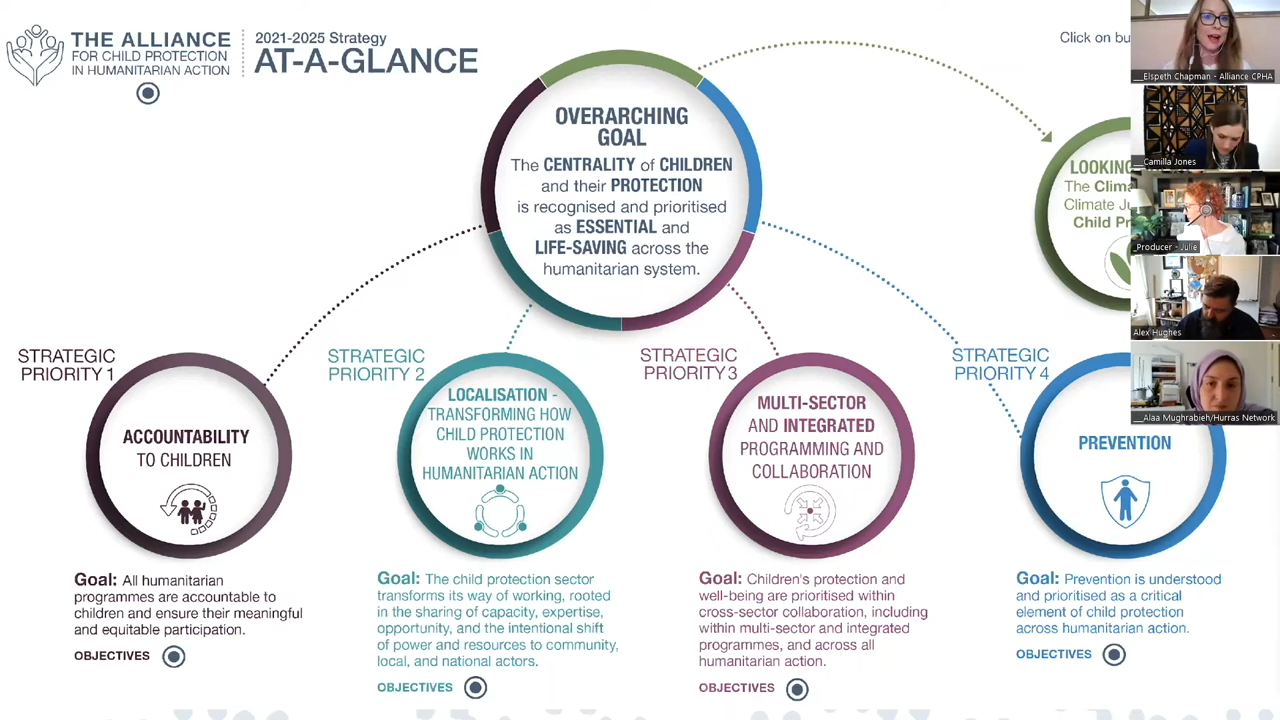 THE ALLIANCE
FOR CHILD PROTECTION
IN HUMANITARIAN ACTION
2021-2025 Strategy
AT-A-GLANCE
Click on
OVERARCHING
GOAL
The CENTRALITY of CHILDREN
and their PROTECTION
is recognised and prioritised
as ESSENTIAL and
LIFE-SAVING across the
humanitarian system.
LOOKING
The
Climate
Child
STRATEGIC
PRIORITY 1
ACCOUNTABILITY
TO CHILDREN
Goal: All humanitarian
programmes are accountable to
children and ensure their meaningful
and equitable participation.
OBJECTIVES
STRATEGIC
PRIORITY 2
LOCALISATION -
TRANSFORMING HOW
CHILD PROTECTION
WORKS IN
HUMANITARIAN ACTION
Goal: The child protection sector
transforms its way of working, rooted
in the sharing of capacity, expertise,
opportunity, and the intentional shift
of power and resources to community,
local, and national actors.
OBJECTIVES
STRATEGIC
PRIORITY 3
MULTI-SECTOR
AND INTEGRATED
PROGRAMMING AND
COLLABORATION
Goal: Children's protection and
well-being are prioritised within
cross-sector collaboration, including
within multi-sector and integrated
programmes, and across all
humanitarian action.
OBJECTIVES
STRATEGIC
PRIORITY 4
PREVENTION
Goal: Prevention is understood
and prioritised as a critical
element of child protection
across humanitarian action.
OBJECTIVES
__Elspeth Chapman - Alliance CPHA
__Camilla Jones
_Producer - Julie
Alex Hughes
__Alaa Mughrabieh/Hurras Network